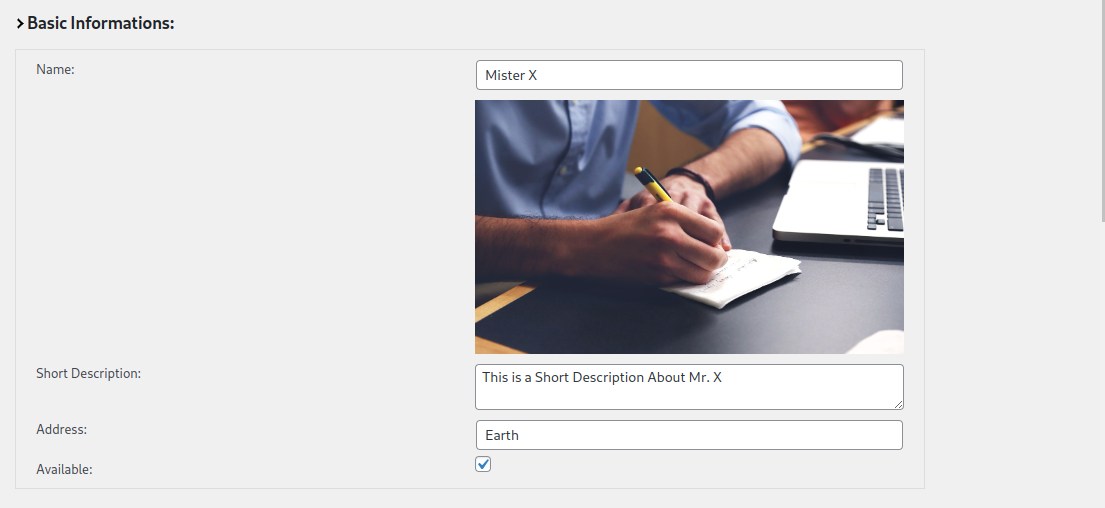 Basic Informations:
Name:
Mister X
Short Description:
This is a Short Description About Mr. X
Address:
Earth
Available: